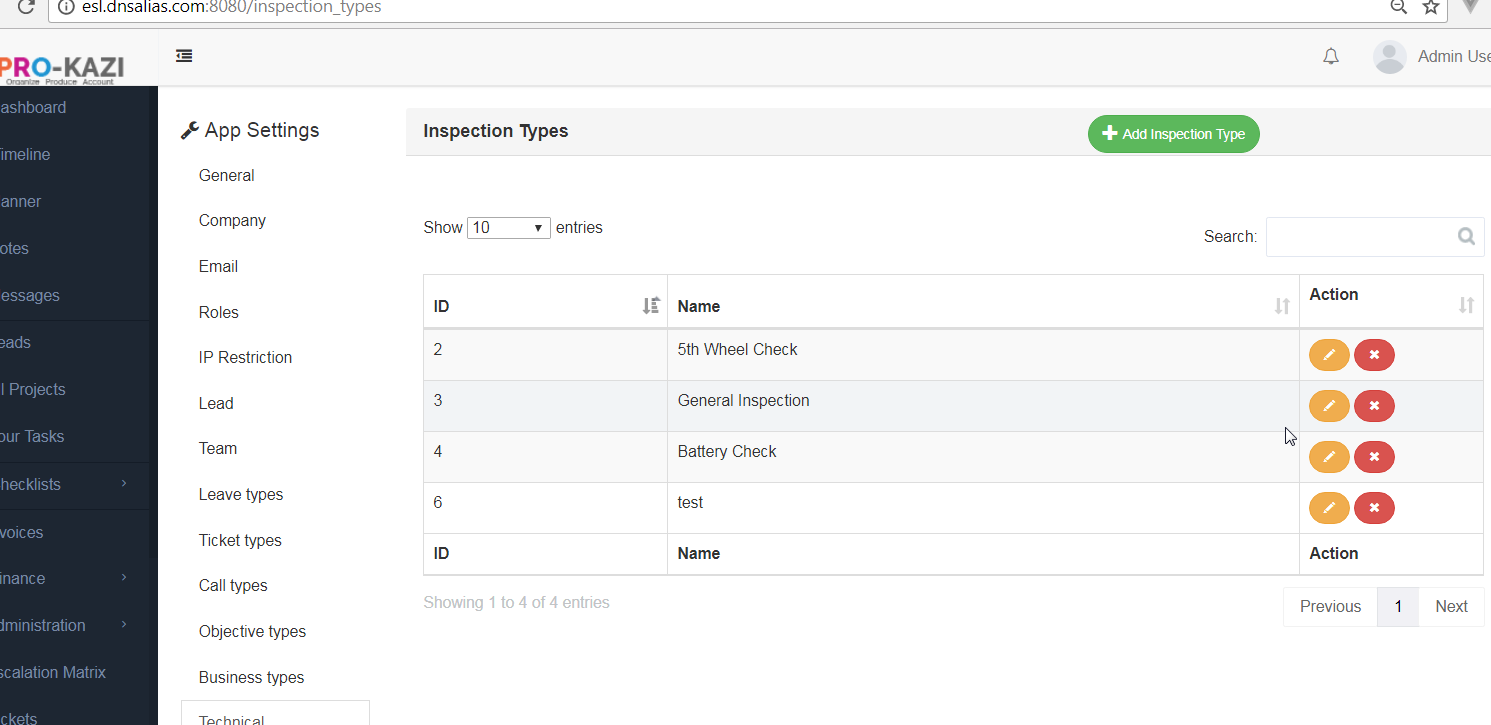 esl.dnsalias.com:8080/inspection_types
PRO-KAZI
Organize Produce Account
Admin Use
ashboard
imeline
anner
otes
essages
eads
l Projects
our Tasks
hecklists
voices
inance
dministration
scalation Matrix
ckets
App Settings
General
Company
Email
Roles
IP Restriction
Lead
Team
Leave types
Ticket types
Call types
Objective types
Business types
Technical
Inspection Types
Add Inspection Type
Show 10 entries
Search:
ID Name Action
2 5th Wheel Check
3 General Inspection
4 Battery Check
6 test
ID Name Action
Showing 1 to 4 of 4 entries
Previous 1 Next